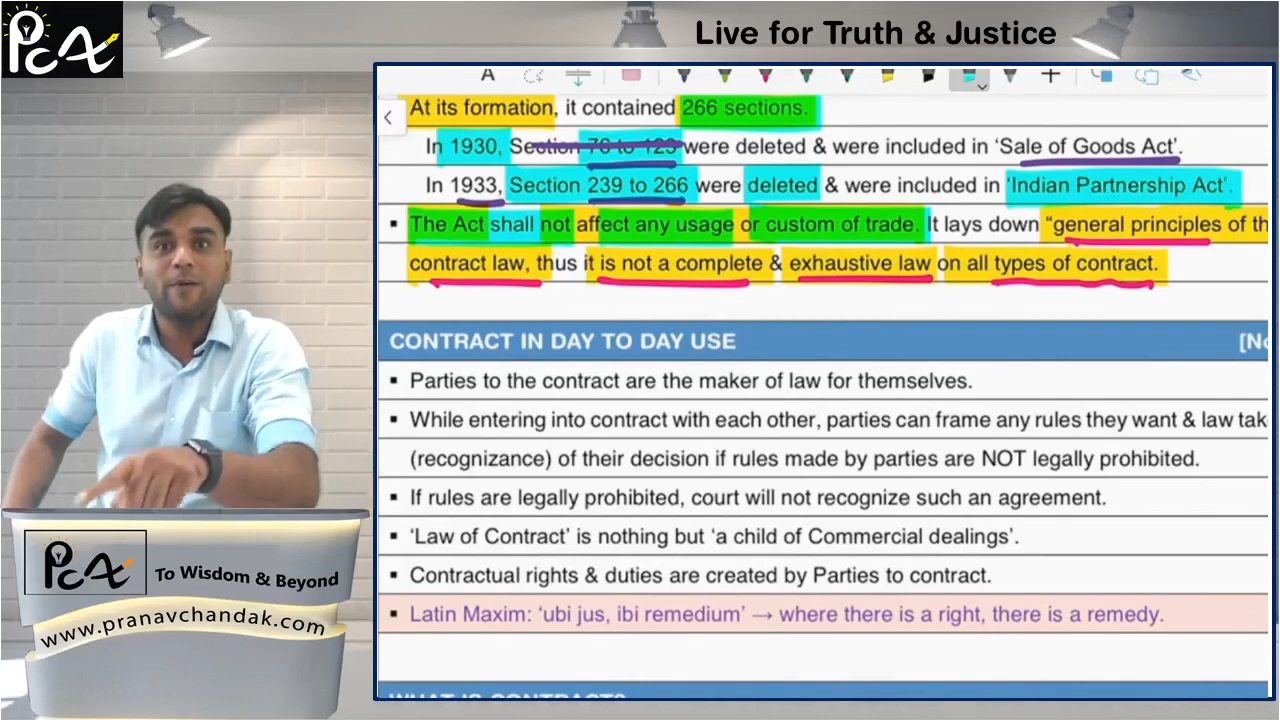 PCA
Live for Truth & Justice
A
At its formation, it contained 266 sections.
In 1930, Section 76 to 123 were deleted & were included in ‘Sale of Goods Act’.
In 1933, Section 239 to 266 were deleted & were included in ‘Indian Partnership Act’.
▪ The Act shall not affect any usage or custom of trade. It lays down “general principles of th
contract law, thus it is not a complete & exhaustive law on all types of contract.
CONTRACT IN DAY TO DAY USE [No
▪ Parties to the contract are the maker of law for themselves.
▪ While entering into contract with each other, parties can frame any rules they want & law tak
(recognizance) of their decision if rules made by parties are NOT legally prohibited.
▪ If rules are legally prohibited, court will not recognize such an agreement.
▪ ‘Law of Contract’ is nothing but ‘a child of Commercial dealings’.
▪ Contractual rights & duties are created by Parties to contract.
▪ Latin Maxim: ‘ubi jus, ibi remedium’ → where there is a right, there is a remedy.
WHAT IS CONTRACT?
PCA To Wisdom & Beyond
www.pranavchandak.com